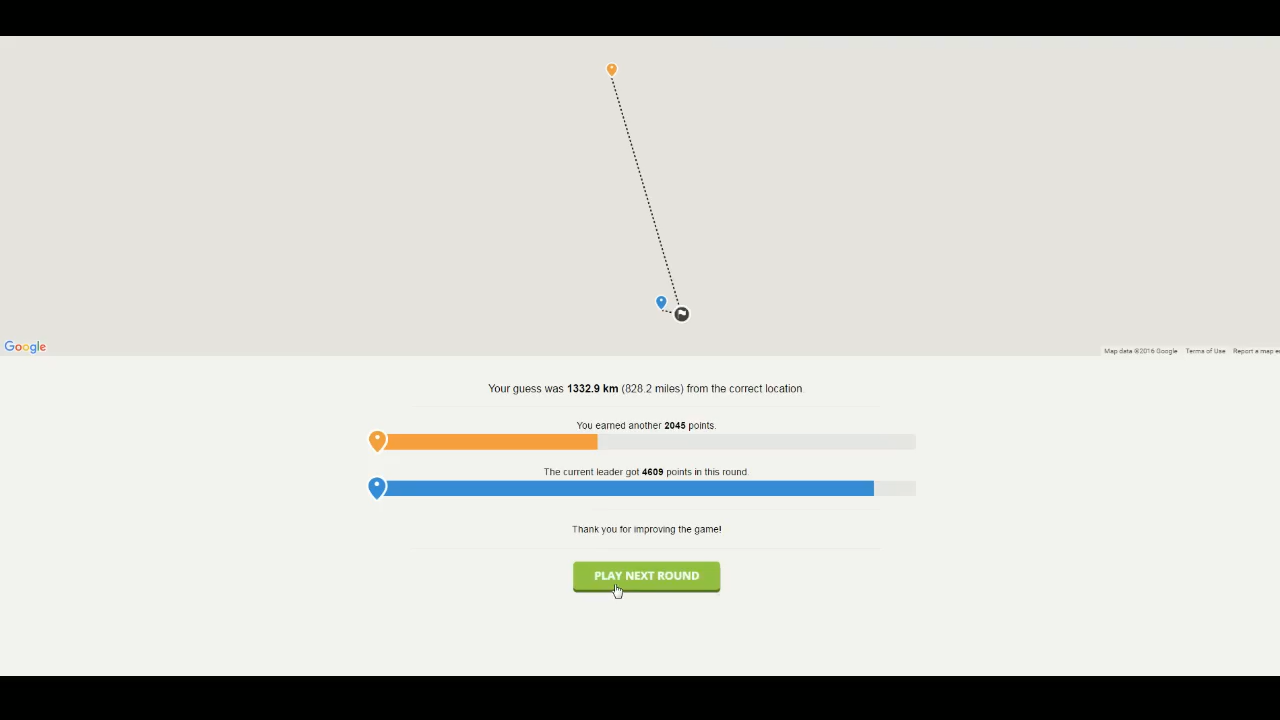 Google
Map data ©2016 Google Terms of Use Report a map e
Your guess was 1332.9 km (828.2 miles) from the correct location.
You earned another 2045 points.
The current leader got 4609 points in this round.
Thank you for improving the game!
PLAY NEXT ROUND